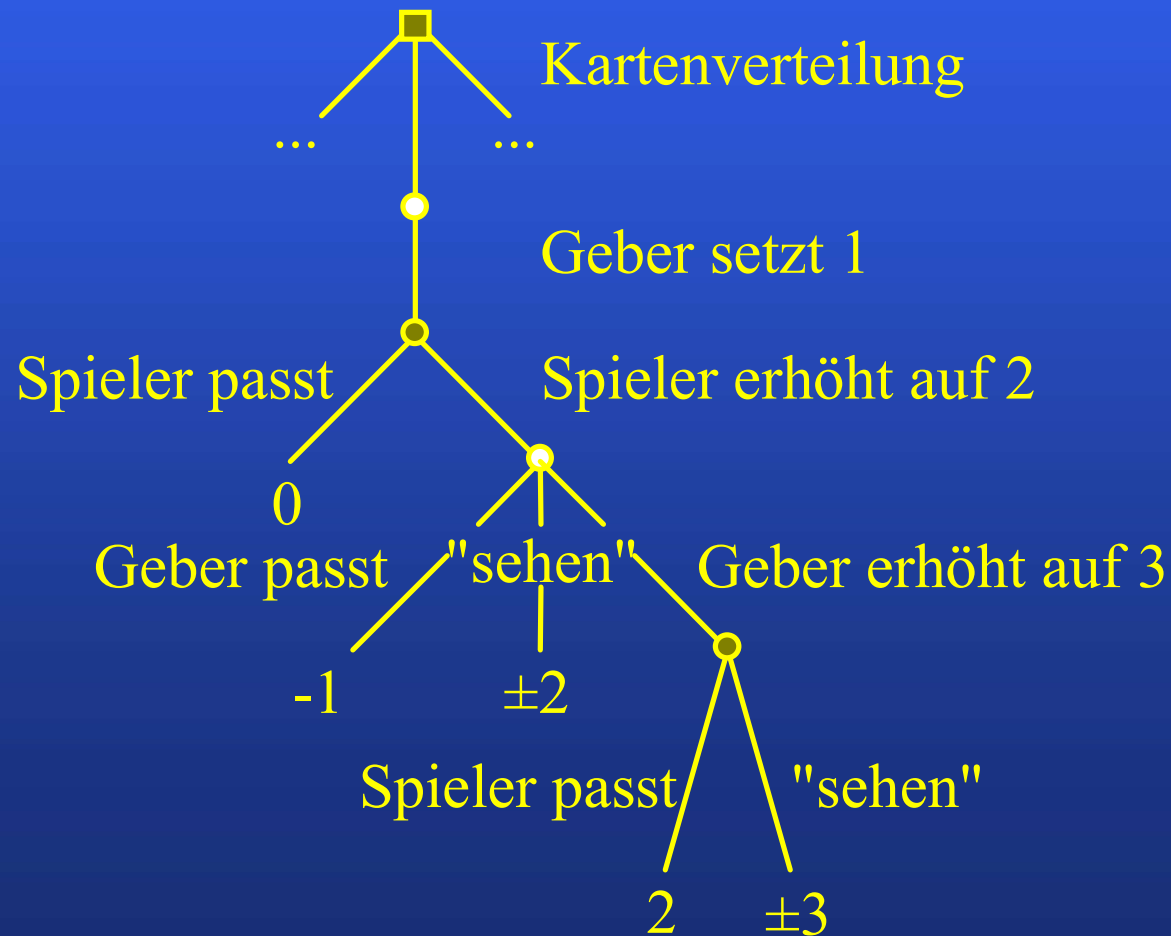 Kartenverteilung
... ...
Geber setzt 1
Spieler passt Spieler erhöht auf 2
0
Geber passt "sehen" Geber erhöht auf 3
-1 ±2
Spieler passt "sehen"
2 ±3